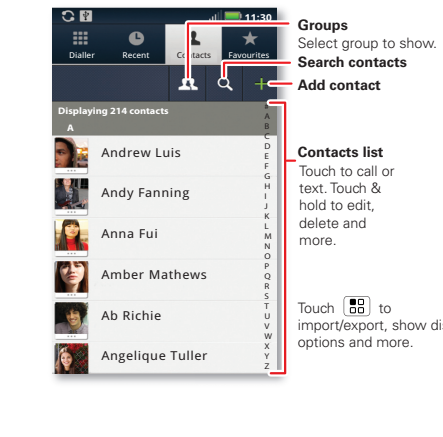 11:30
Dialler Recent Contacts Favourites
Displaying 214 contacts
A
Andrew Luis
Andy Fanning
Anna Fui
Amber Mathews
Ab Richie
Angelique Tuller
#
A
B
C
D
E
F
G
H
I
J
K
L
M
N
O
P
Q
R
S
T
U
V
W
X
Y
Z
Groups
Select group to show.
Search contacts
Add contact
Contacts list
Touch to call or
text. Touch &
hold to edit,
delete and
more.
Touch to
import/export, show
options and more.